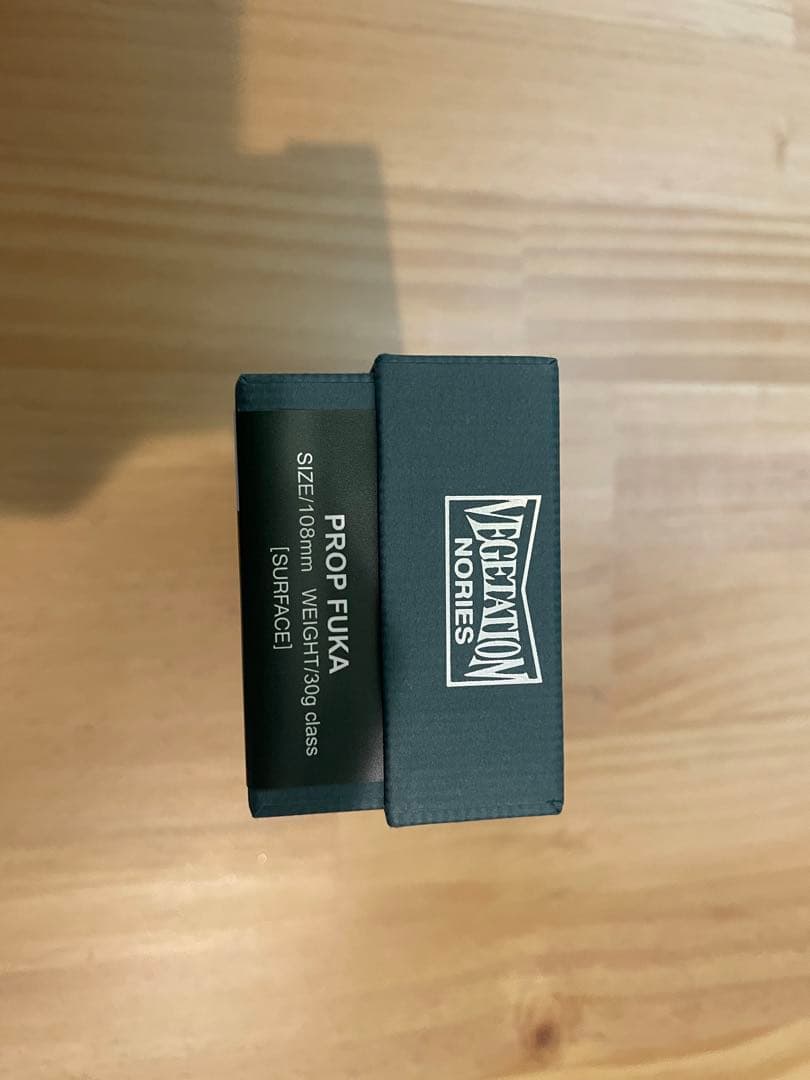 VEGETATION
NORIES
PROP FUKA
SIZE/108mm WEIGHT/30g class
[SURFACE]